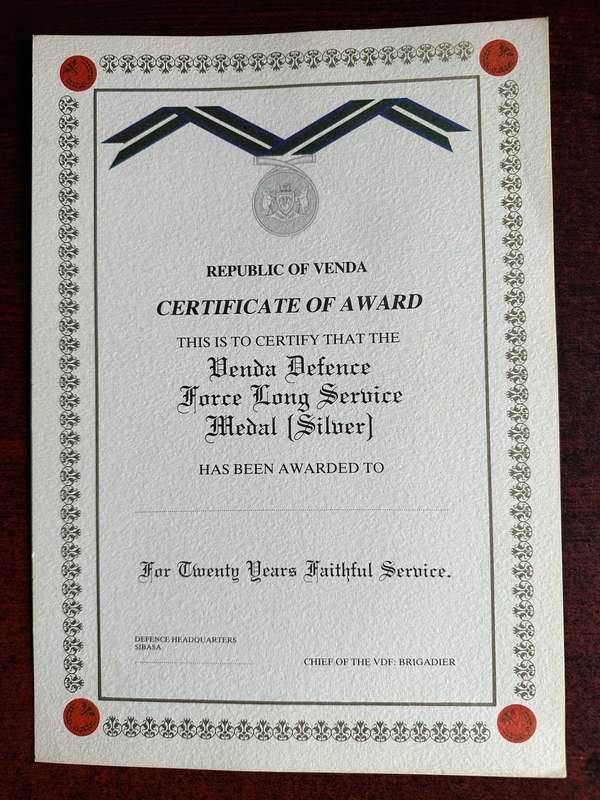 REPUBLIC OF VENDA
CERTIFICATE OF AWARD
THIS IS TO CERTIFY THAT THE
Venda Defence
Force Long Service
Medal (Silver)
HAS BEEN AWARDED TO
For Twenty Years Faithful Service.
DEFENCE HEADQUARTERS
SIBASA
CHIEF OF THE VDF: BRIGADIER